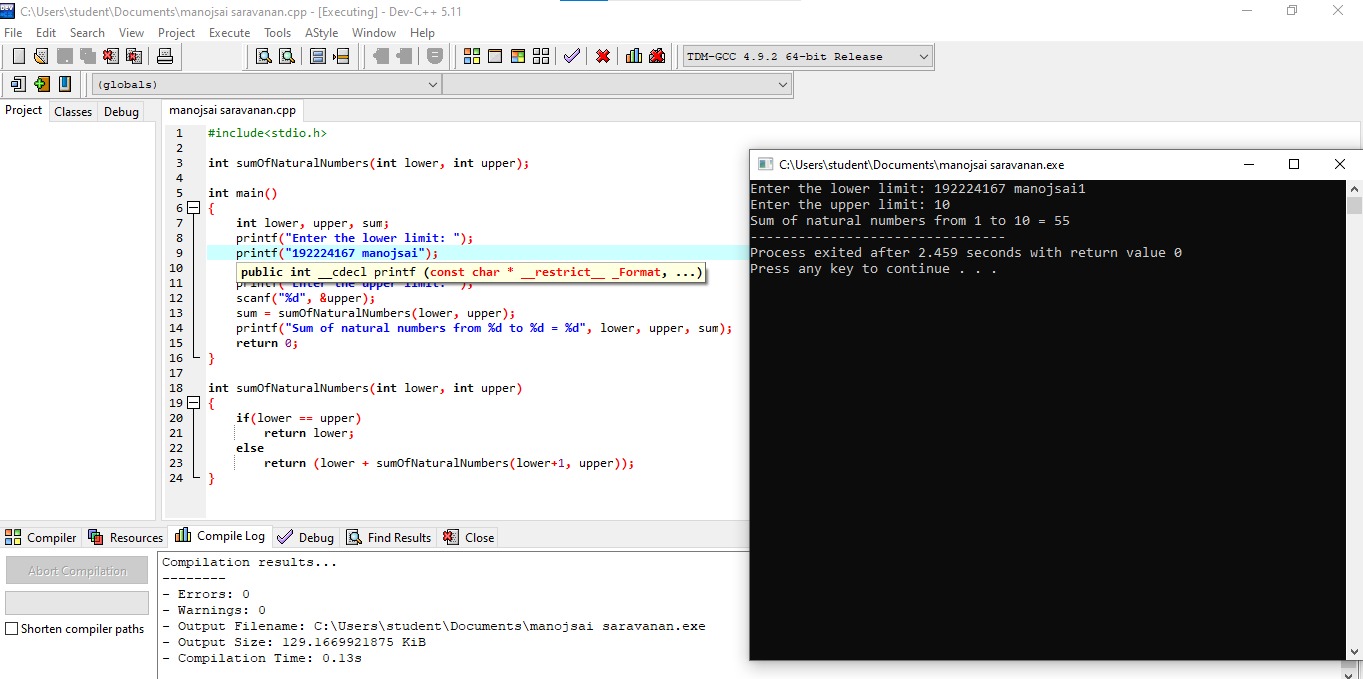 C:\Users\student\Documents\manojsai saravanan.cpp - [Executing] - Dev-C++ 5.11
File Edit Search View Project Execute Tools AStyle Window Help
TDM-GCC 4.9.2 64-bit Release
(globals)
Project Classes Debug
manojsai saravanan.cpp
1 #include<stdio.h>
2
3 int sumOfNaturalNumbers(int lower, int upper);
4
5 int main()
6 {
7 int lower, upper, sum;
8 printf("Enter the lower limit: ");
9 printf("192224167 manojsai");
10 public int __cdecl printf (const char * __restrict__ _Format, ...)
11 printf("Enter the upper limit: ");
12 scanf("%d", &upper);
13 sum = sumOfNaturalNumbers(lower, upper);
14 printf("Sum of natural numbers from %d to %d = %d", lower, upper, sum);
15 return 0;
16 }
17
18 int sumOfNaturalNumbers(int lower, int upper)
19 {
20 if(lower == upper)
21 return lower;
22 else
23 return (lower + sumOfNaturalNumbers(lower+1, upper));
24 }
C:\Users\student\Documents\manojsai saravanan.exe
Enter the lower limit: 192224167 manojsai1
Enter the upper limit: 10
Sum of natural numbers from 1 to 10 = 55
--------------------------------
Process exited after 2.459 seconds with return value 0
Press any key to continue . . .
Compiler Resources Compile Log Debug Find Results Close
Abort Compilation
Shorten compiler paths
Compilation results...
--------
- Errors: 0
- Warnings: 0
- Output Filename: C:\Users\student\Documents\manojsai saravanan.exe
- Output Size: 129.1669921875 KiB
- Compilation Time: 0.13s